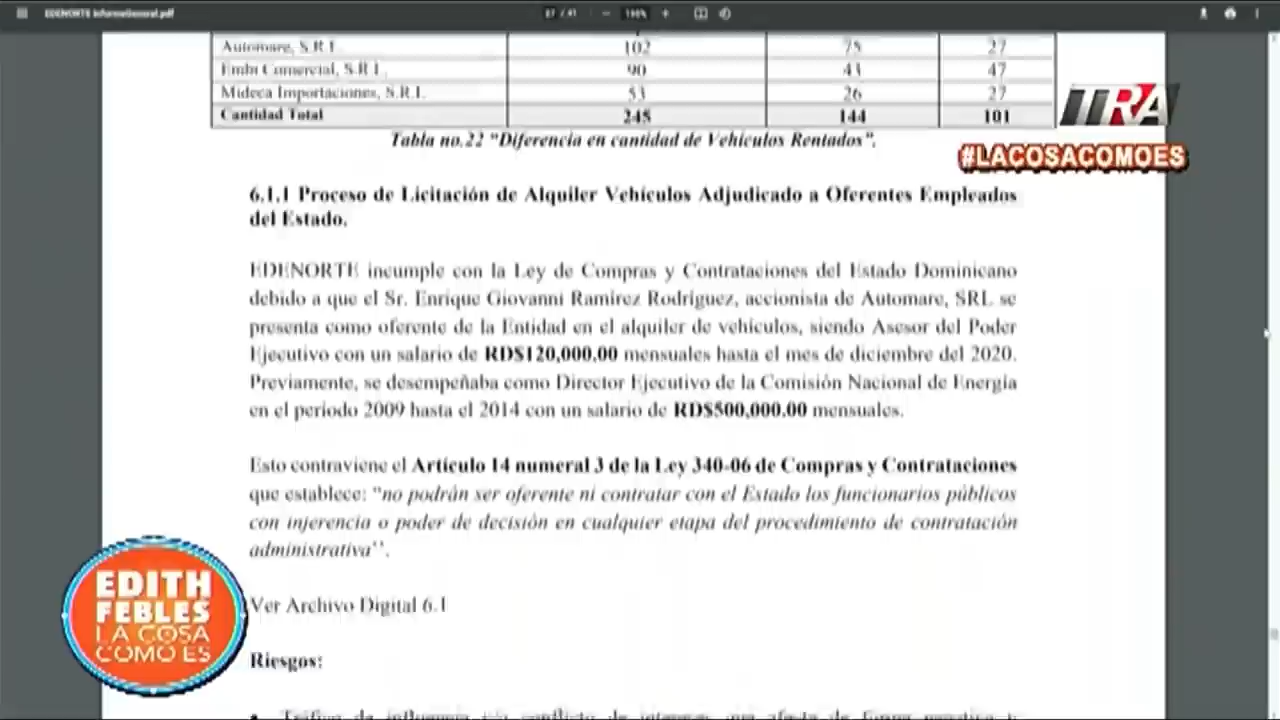 EDENORTE Informe General.pdf
37 / 41
100%
Automare, S.R.L. 102 75 27
Embi Comercial, S.R.L. 90 43 47
Mideca Importaciones, S.R.L. 53 26 27
Cantidad Total 245 144 101
TRA
#LACOSACOMOES
Tabla no.22 "Diferencia en cantidad de Vehículos Rentados".
6.1.1 Proceso de Licitación de Alquiler Vehículos Adjudicado a Oferentes Empleados
del Estado.
EDENORTE incumple con la Ley de Compras y Contrataciones del Estado Dominicano
debido a que el Sr. Enrique Giovanni Ramírez Rodríguez, accionista de Automare, SRL se
presenta como oferente de la Entidad en el alquiler de vehículos, siendo Asesor del Poder
Ejecutivo con un salario de RD$120,000.00 mensuales hasta el mes de diciembre del 2020.
Previamente, se desempeñaba como Director Ejecutivo de la Comisión Nacional de Energía
en el periodo 2009 hasta el 2014 con un salario de RD$500,000.00 mensuales.
Esto contraviene el Artículo 14 numeral 3 de la Ley 340-06 de Compras y Contrataciones
que establece: "no podrán ser oferente ni contratar con el Estado los funcionarios públicos
con injerencia o poder de decisión en cualquier etapa del procedimiento de contratación
administrativa''.
Ver Archivo Digital 6.1
Riesgos:
EDITH
FEBLES
LA COSA
COMO ES